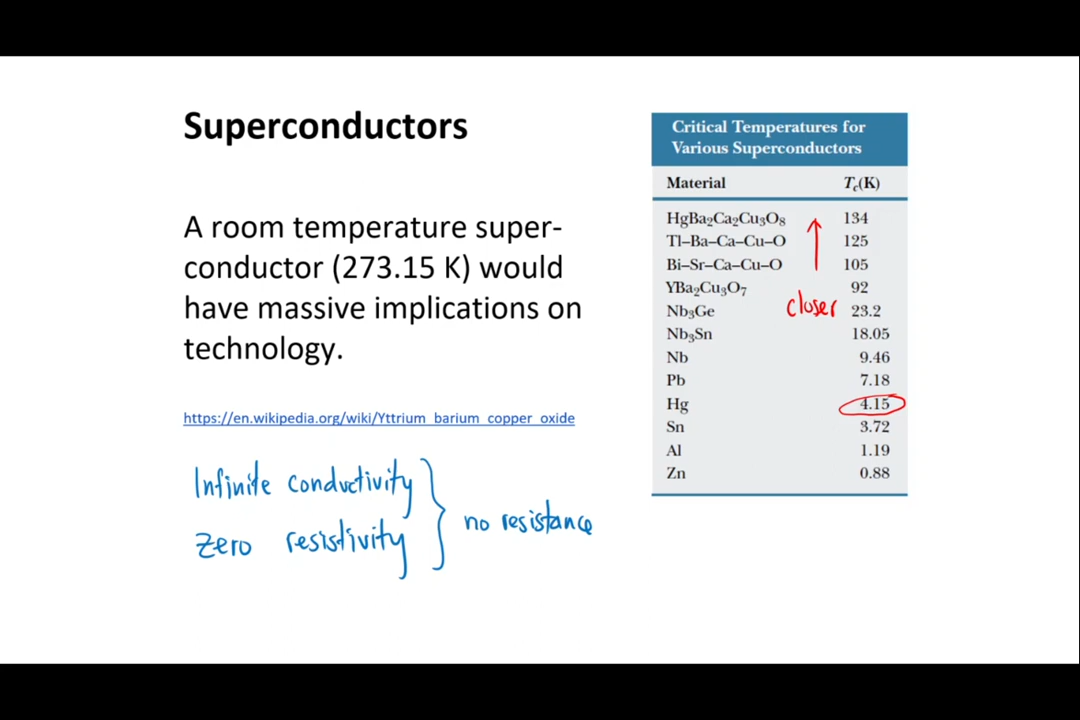 Superconductors
A room temperature super-
conductor (273.15 K) would
have massive implications on
technology.
https://en.wikipedia.org/wiki/Yttrium_barium_copper_oxide
Infinite conductivity
Zero resistivity
no resistance
Critical Temperatures for
Various Superconductors
Material Tc(K)
HgBa2Ca2Cu3O8 134
Tl–Ba–Ca–Cu–O 125
Bi–Sr–Ca–Cu–O 105
YBa2Cu3O7 92
closer
Nb3Ge 23.2
Nb3Sn 18.05
Nb 9.46
Pb 7.18
Hg 4.15
Sn 3.72
Al 1.19
Zn 0.88